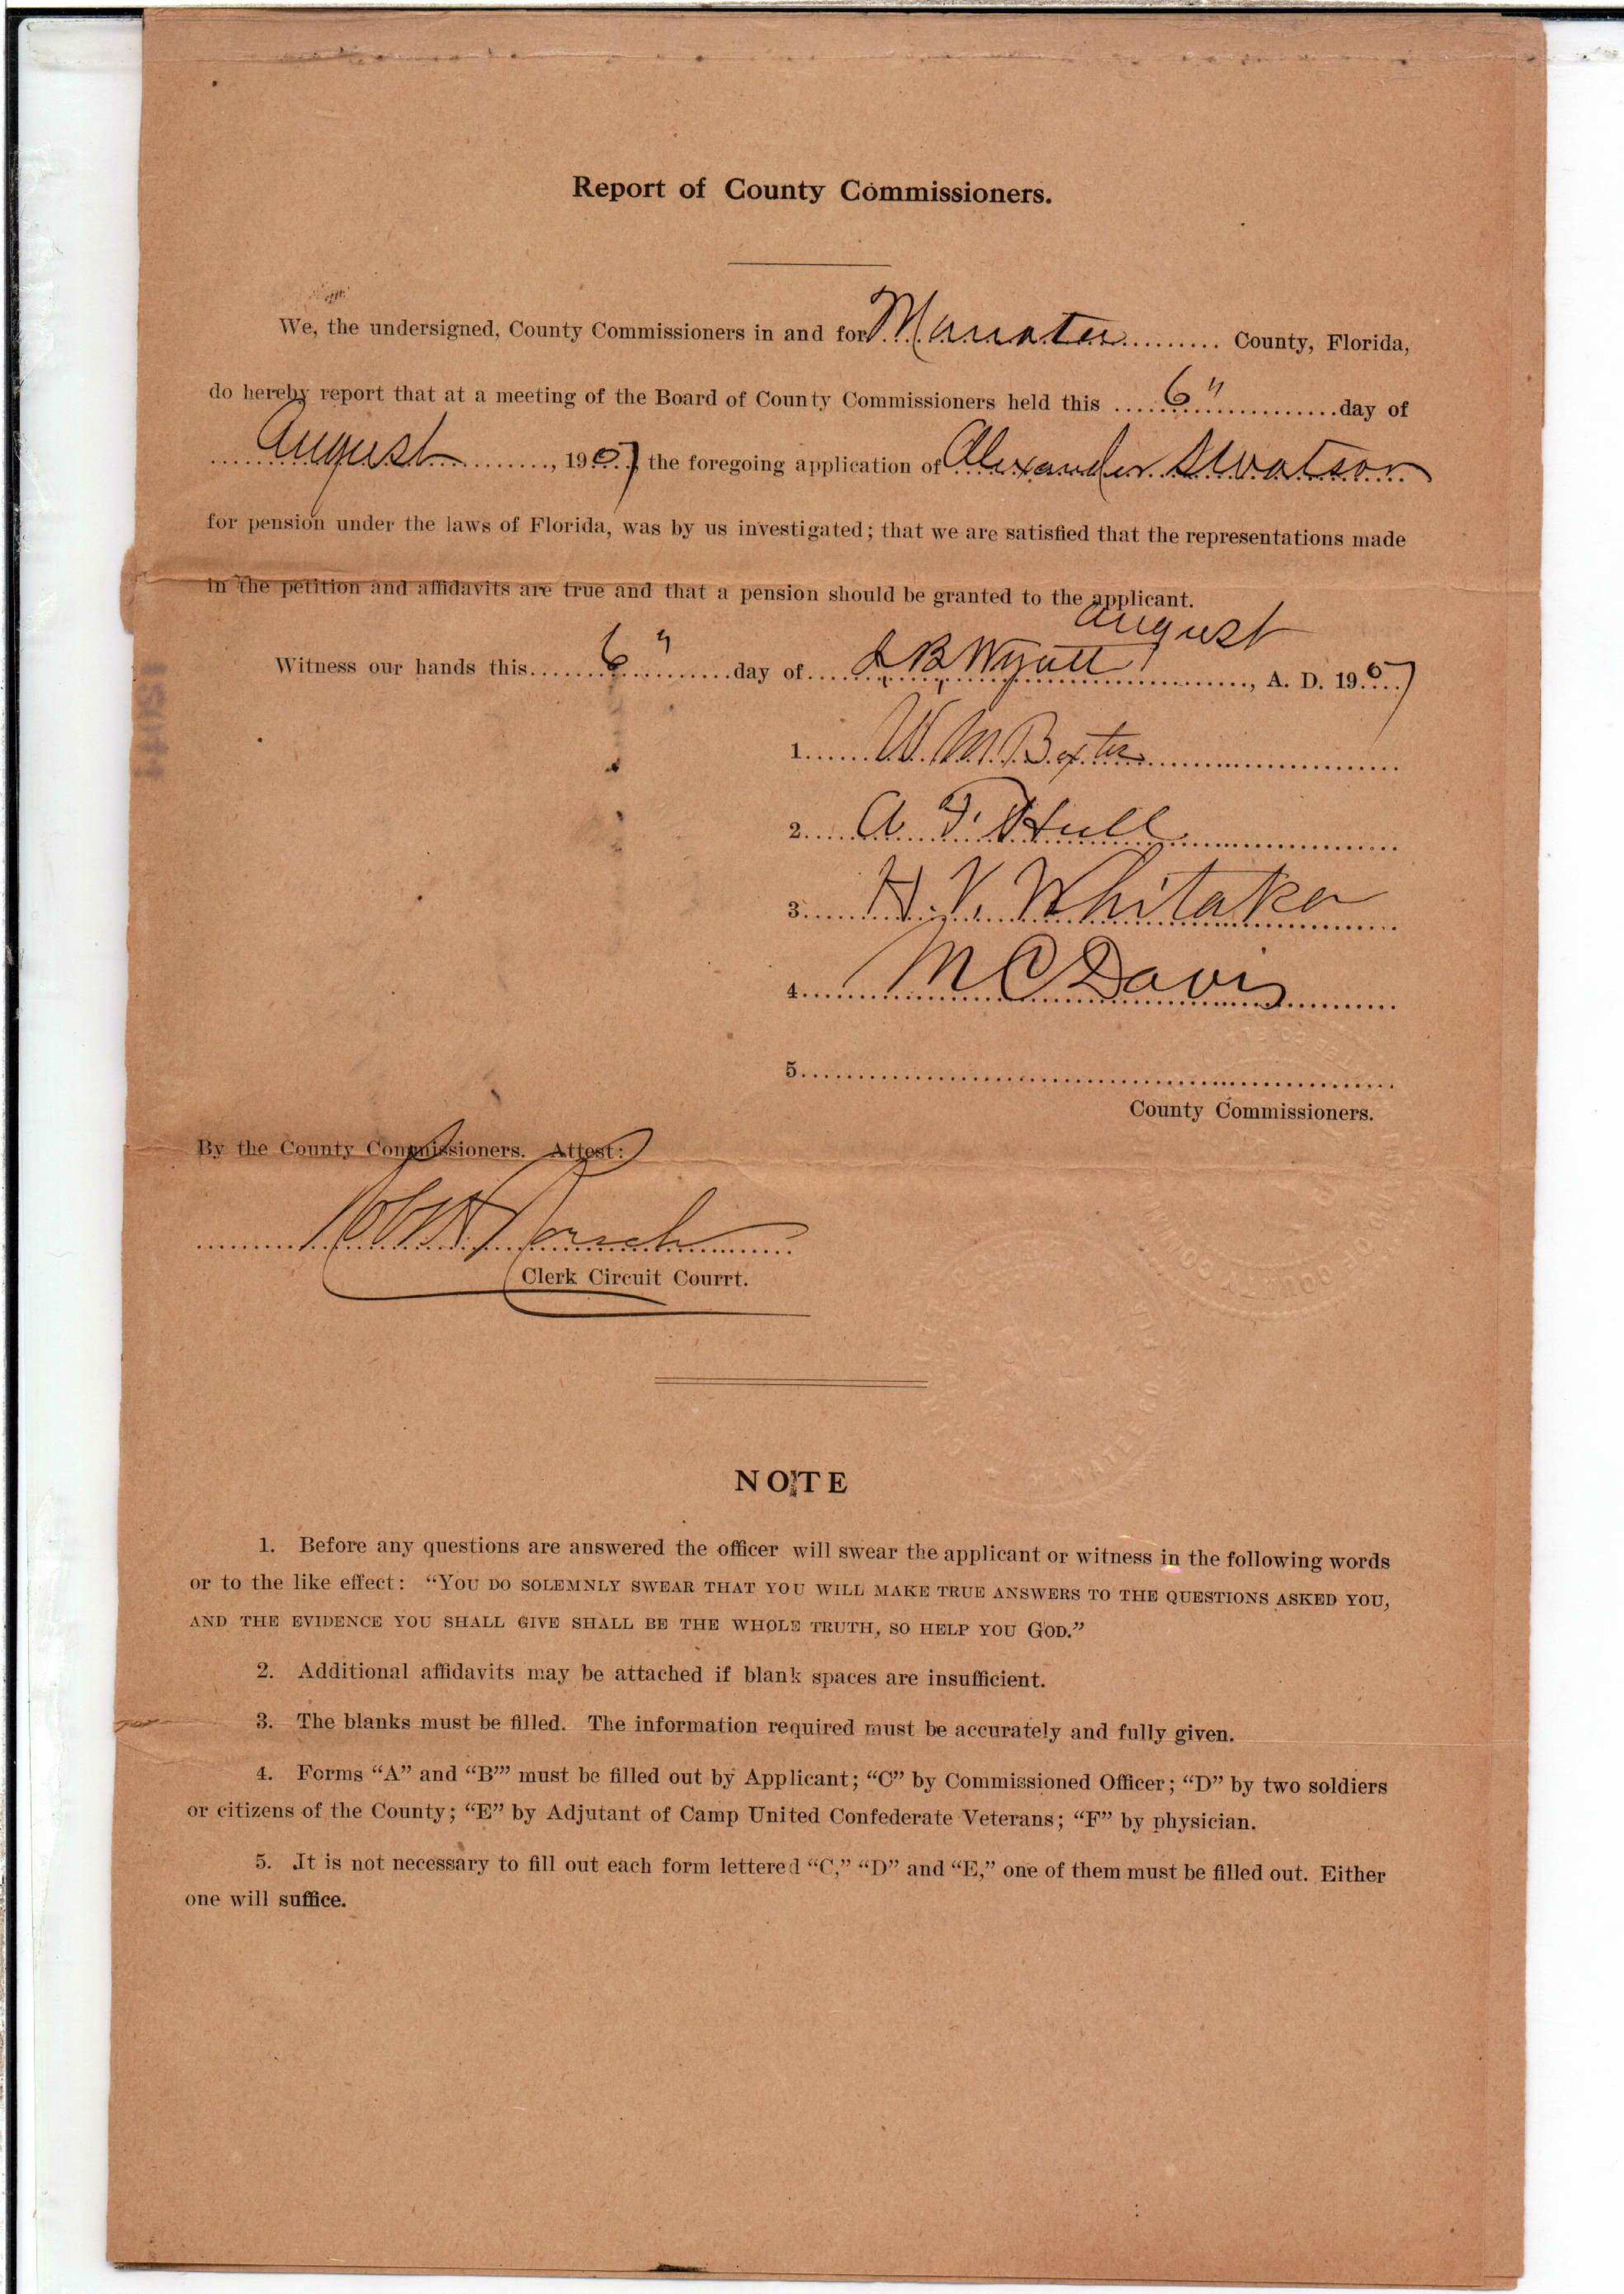 Report of County Commissioners.
We, the undersigned, County Commissioners in and for Manatee County, Florida,
do hereby report that at a meeting of the Board of County Commissioners held this 6" day of
August, 1907, the foregoing application of Alexander Watson
for pension under the laws of Florida, was by us investigated; that we are satisfied that the representations made
in the petition and affidavits are true and that a pension should be granted to the applicant.
August
Witness our hands this 6" day of B Wyatt, A. D. 1907
1. W. M. Baxter
2. A. F. Hull
3. H. V. Whitaker
4. M C Davis
5.
County Commissioners.
By the County Commissioners. Attest:
Robt H
Clerk Circuit Courrt.
NOTE
1. Before any questions are answered the officer will swear the applicant or witness in the following words
or to the like effect: "YOU DO SOLEMNLY SWEAR THAT YOU WILL MAKE TRUE ANSWERS TO THE QUESTIONS ASKED YOU,
AND THE EVIDENCE YOU SHALL GIVE SHALL BE THE WHOLE TRUTH, SO HELP YOU GOD."
2. Additional affidavits may be attached if blank spaces are insufficient.
3. The blanks must be filled. The information required must be accurately and fully given.
4. Forms "A" and "B'" must be filled out by Applicant; "C" by Commissioned Officer; "D" by two soldiers
or citizens of the County; "E" by Adjutant of Camp United Confederate Veterans; "F" by physician.
5. It is not necessary to fill out each form lettered "C," "D" and "E," one of them must be filled out. Either
one will suffice.